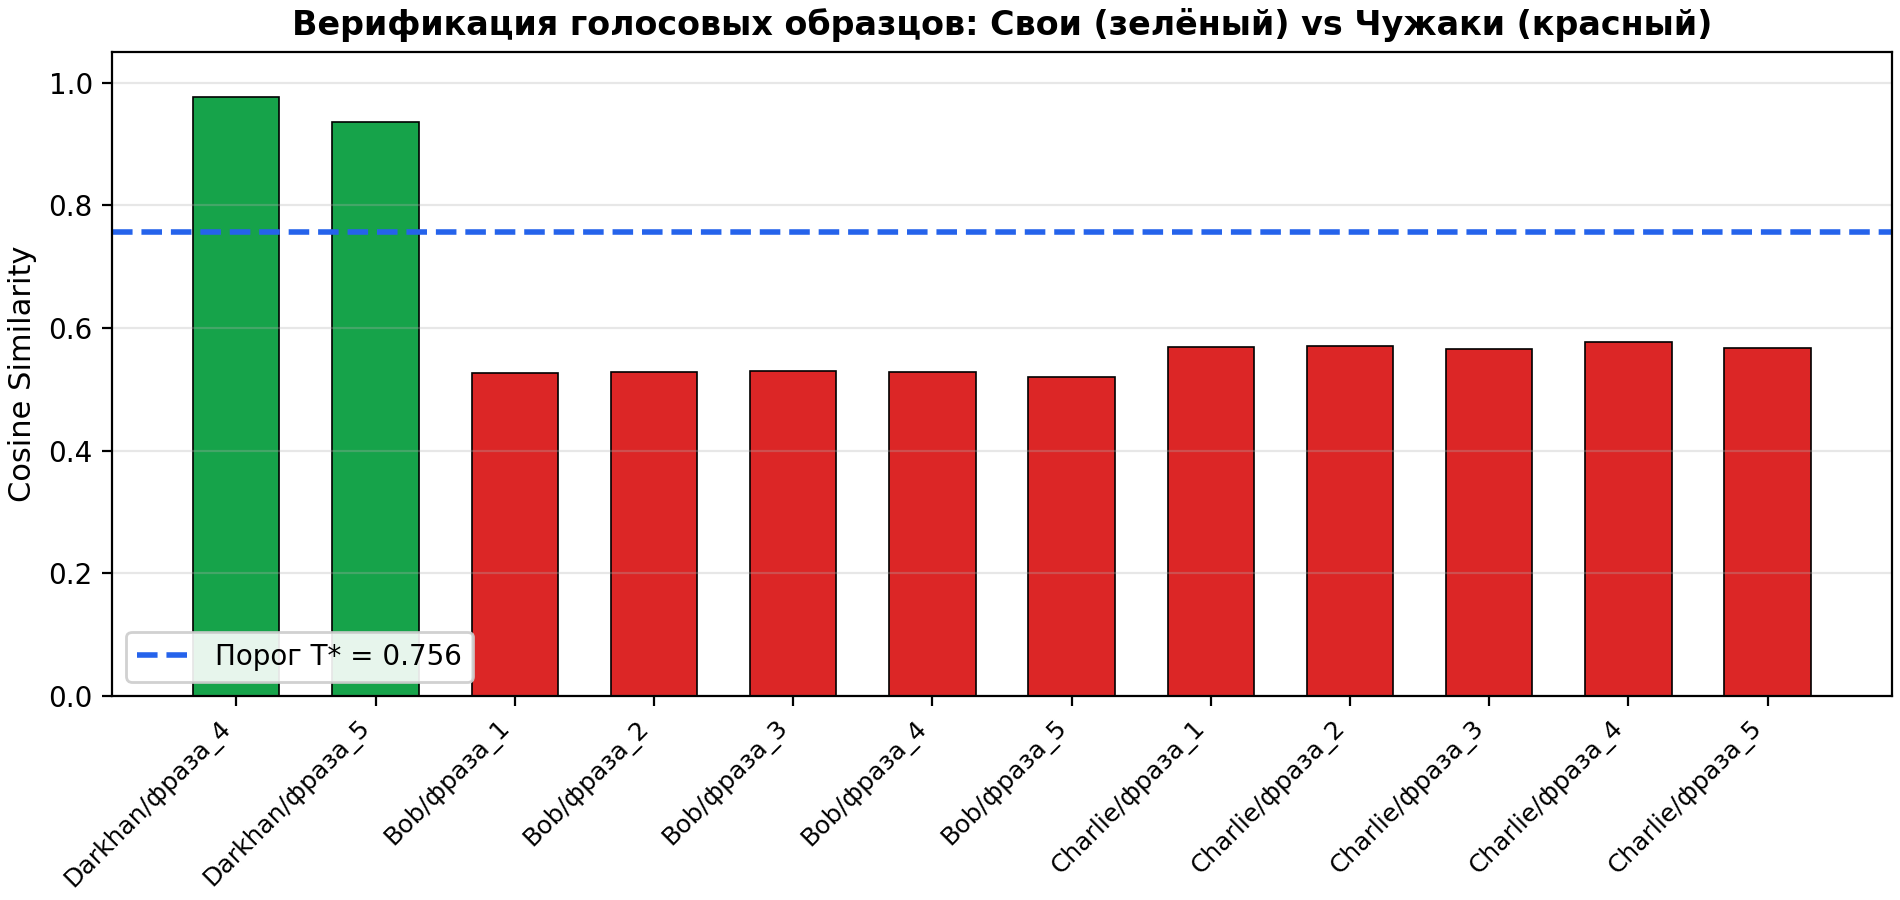 Верификация голосовых образцов: Свои (зелёный) vs Чужаки (красный)
Cosine Similarity
1.0
0.8
0.6
0.4
0.2
0.0
Порог T* = 0.756
Darkhan/фраза_4
Darkhan/фраза_5
Bob/фраза_1
Bob/фраза_2
Bob/фраза_3
Bob/фраза_4
Bob/фраза_5
Charlie/фраза_1
Charlie/фраза_2
Charlie/фраза_3
Charlie/фраза_4
Charlie/фраза_5